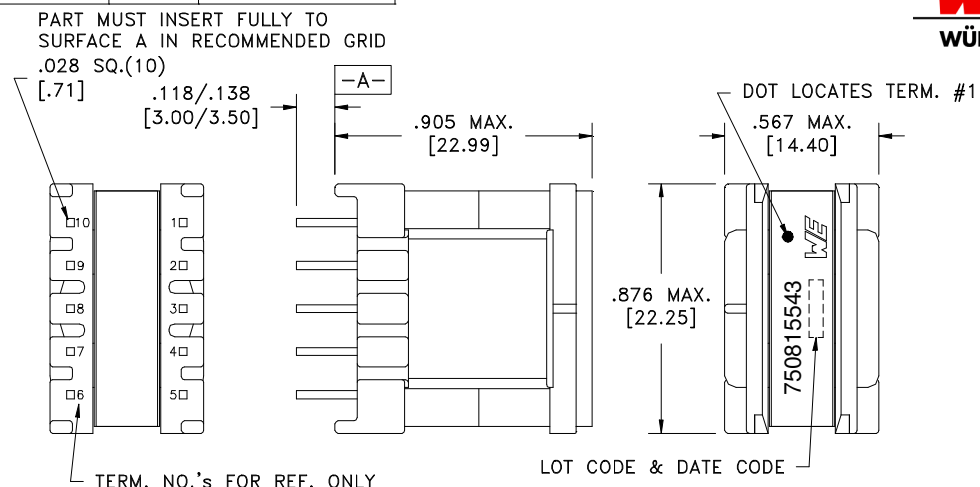 PART MUST INSERT FULLY TO
SURFACE A IN RECOMMENDED GRID
.028 SQ.(10)
[.71]
.118/.138
[3.00/3.50]
-A-
.905 MAX.
[22.99]
DOT LOCATES TERM. #1
.567 MAX.
[14.40]
10
9
8
7
6
1
2
3
4
5
.876 MAX.
[22.25]
WE
750815543
LOT CODE & DATE CODE
TERM. NO.'s FOR REF. ONLY